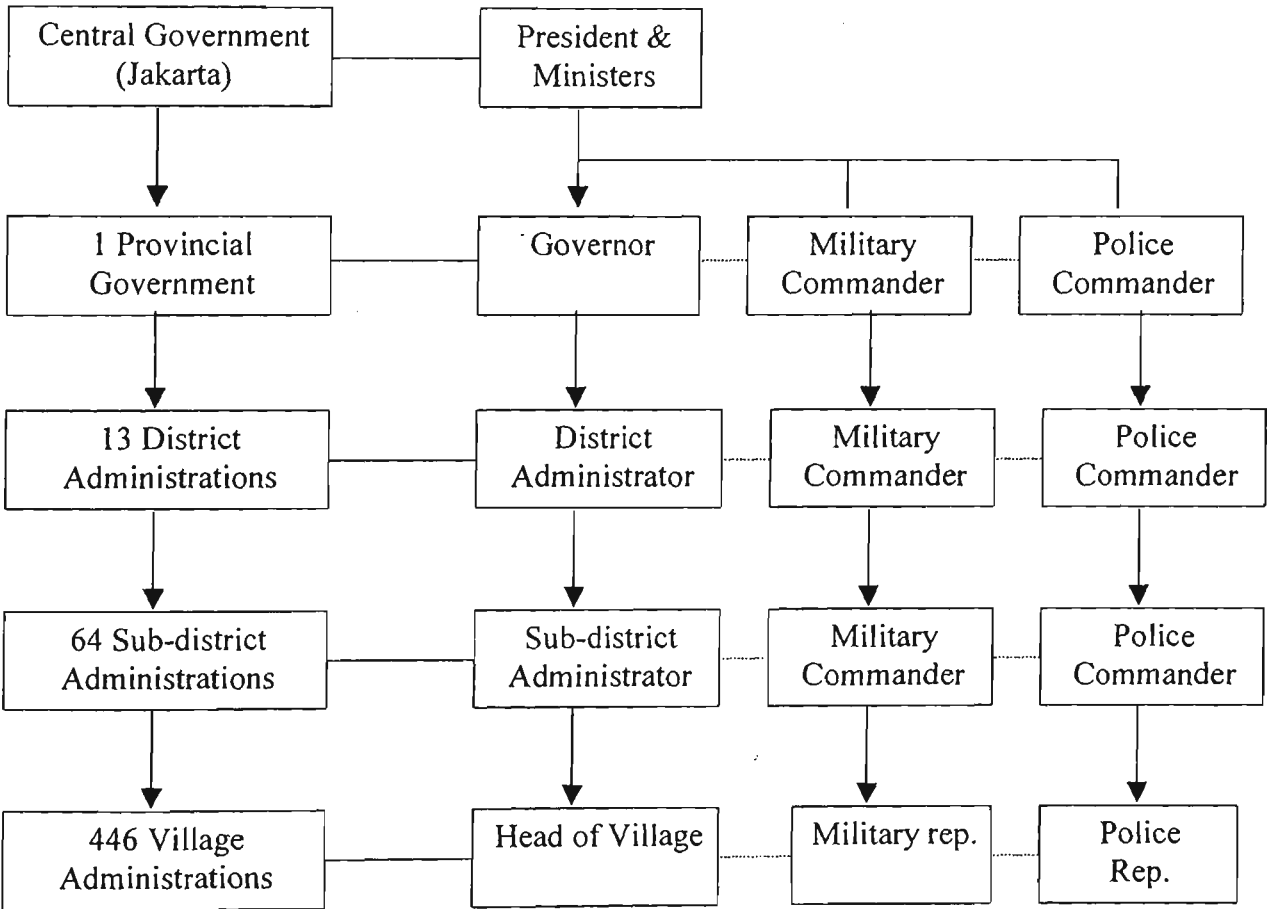 Central Government
(Jakarta)
President &
Ministers
1 Provincial
Government
Governor
Military
Commander
Police
Commander
13 District
Administrations
District
Administrator
Military
Commander
Police
Commander
64 Sub-district
Administrations
Sub-district
Administrator
Military
Commander
Police
Commander
446 Village
Administrations
Head of Village
Military rep.
Police
Rep.